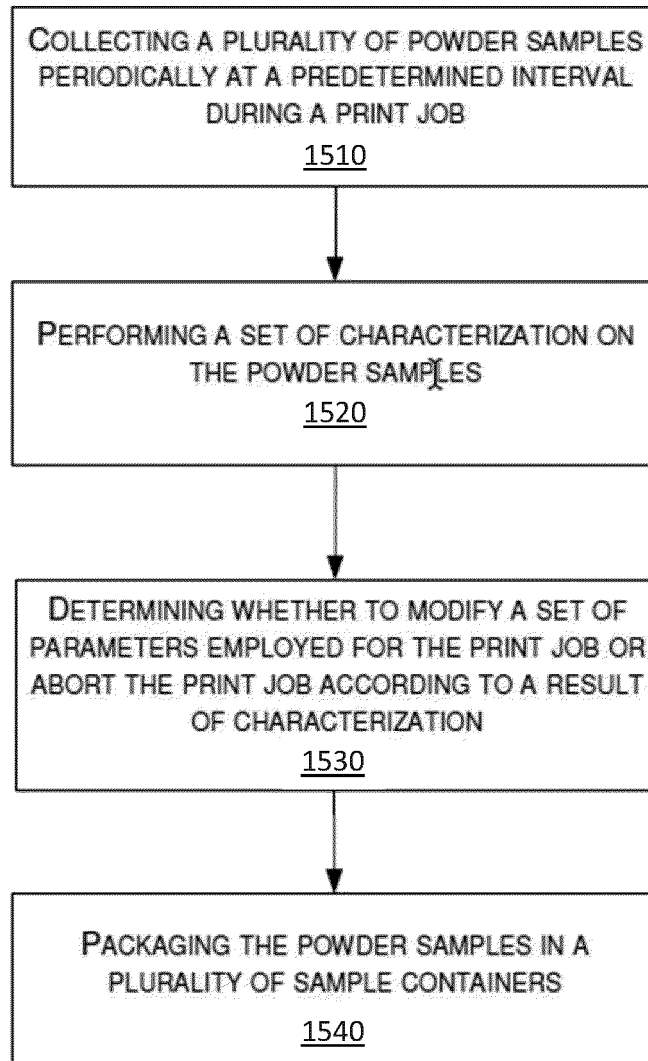 COLLECTING A PLURALITY OF POWDER SAMPLES
PERIODICALLY AT A PREDETERMINED INTERVAL
DURING A PRINT JOB
1510
PERFORMING A SET OF CHARACTERIZATION ON
THE POWDER SAMPLES
1520
DETERMINING WHETHER TO MODIFY A SET OF
PARAMETERS EMPLOYED FOR THE PRINT JOB OR
ABORT THE PRINT JOB ACCORDING TO A RESULT
OF CHARACTERIZATION
1530
PACKAGING THE POWDER SAMPLES IN A
PLURALITY OF SAMPLE CONTAINERS
1540